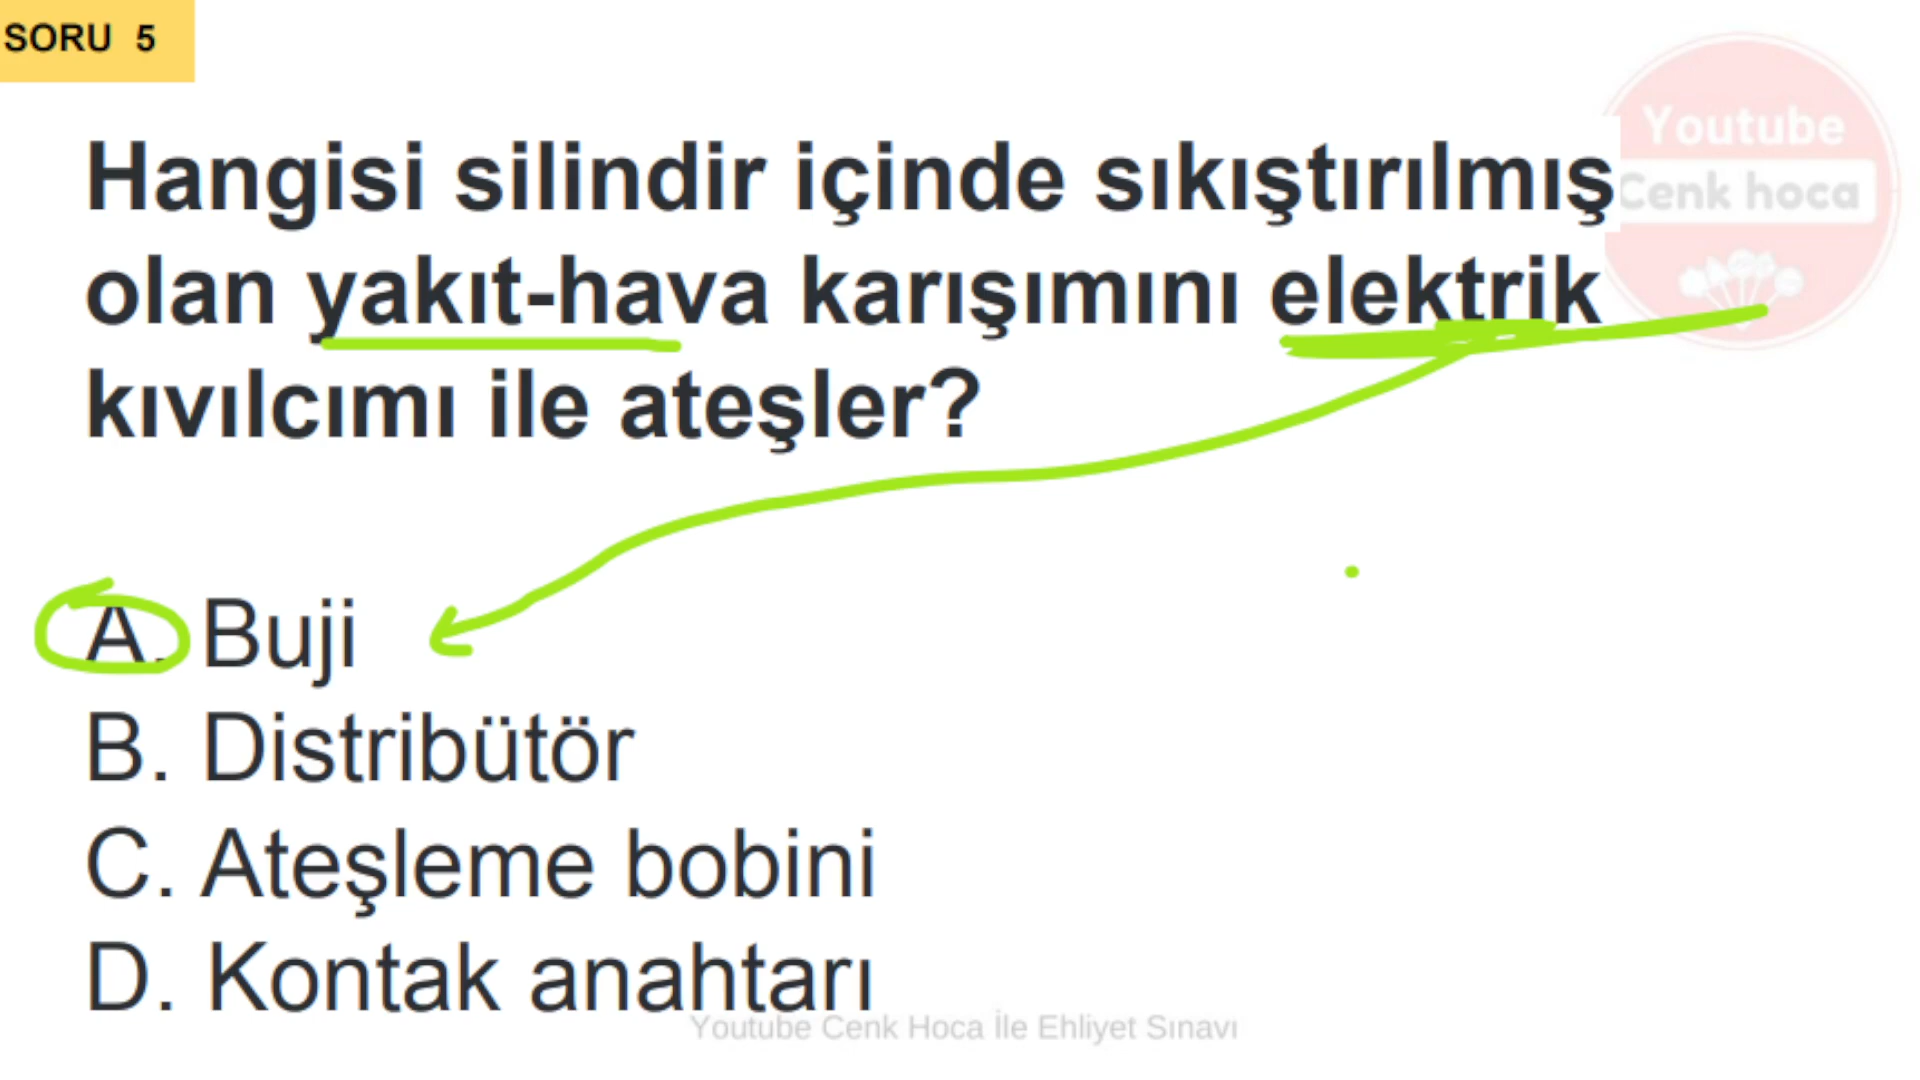 SORU 5
Youtube
Cenk hoca
Hangisi silindir içinde sıkıştırılmış
olan yakıt-hava karışımını elektrik
kıvılcımı ile ateşler?
A. Buji
B. Distribütör
C. Ateşleme bobini
D. Kontak anahtarı
Youtube Cenk Hoca İle Ehliyet Sınavı